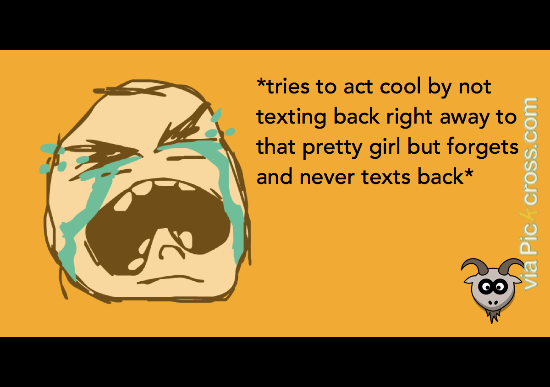 *tries to act cool by not
texting back right away to
that pretty girl but forgets
and never texts back*
via Pickcross.com